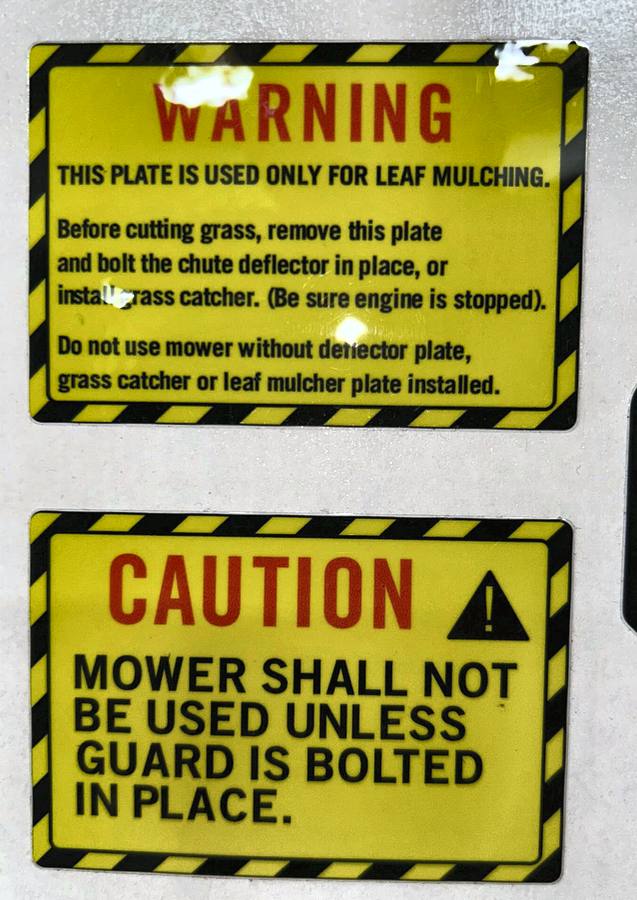 WARNING
THIS PLATE IS USED ONLY FOR LEAF MULCHING.
Before cutting grass, remove this plate
and bolt the chute deflector in place, or
install grass catcher. (Be sure engine is stopped).
Do not use mower without deflector plate,
grass catcher or leaf mulcher plate installed.
CAUTION
!
MOWER SHALL NOT
BE USED UNLESS
GUARD IS BOLTED
IN PLACE.